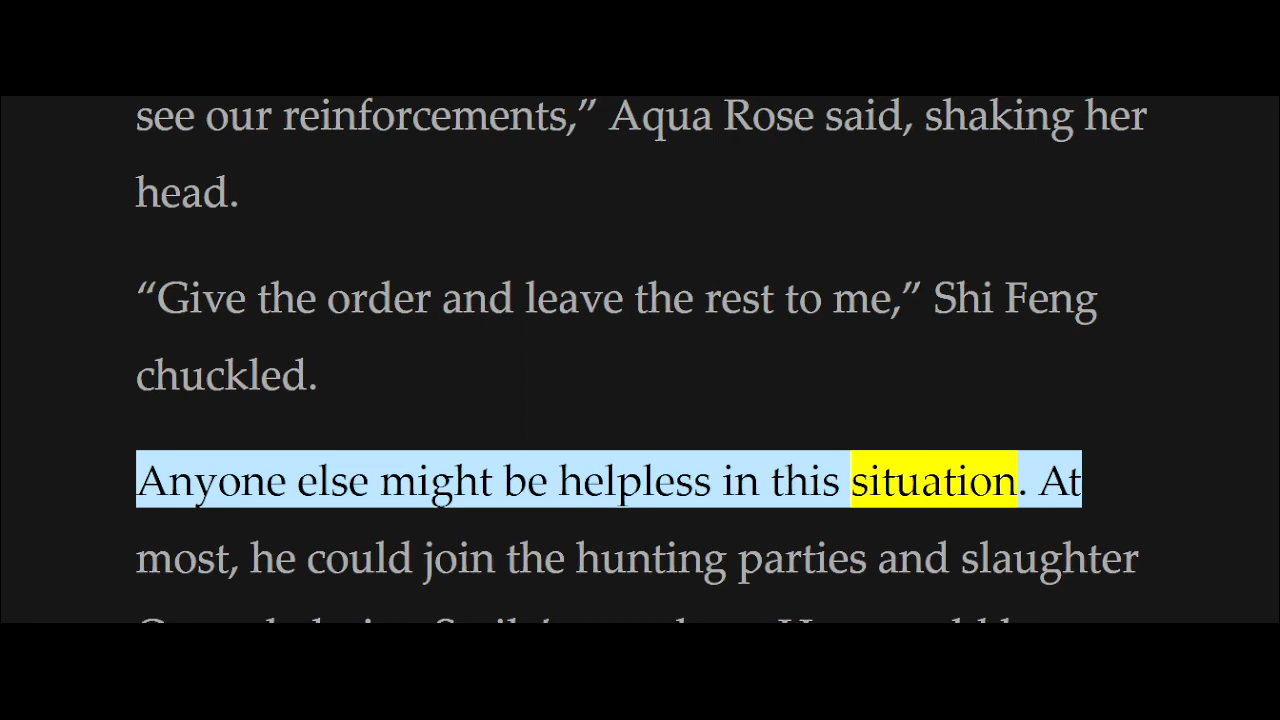 see our reinforcements,” Aqua Rose said, shaking her
head.
“Give the order and leave the rest to me,” Shi Feng
chuckled.
Anyone else might be helpless in this situation. At
most, he could join the hunting parties and slaughter